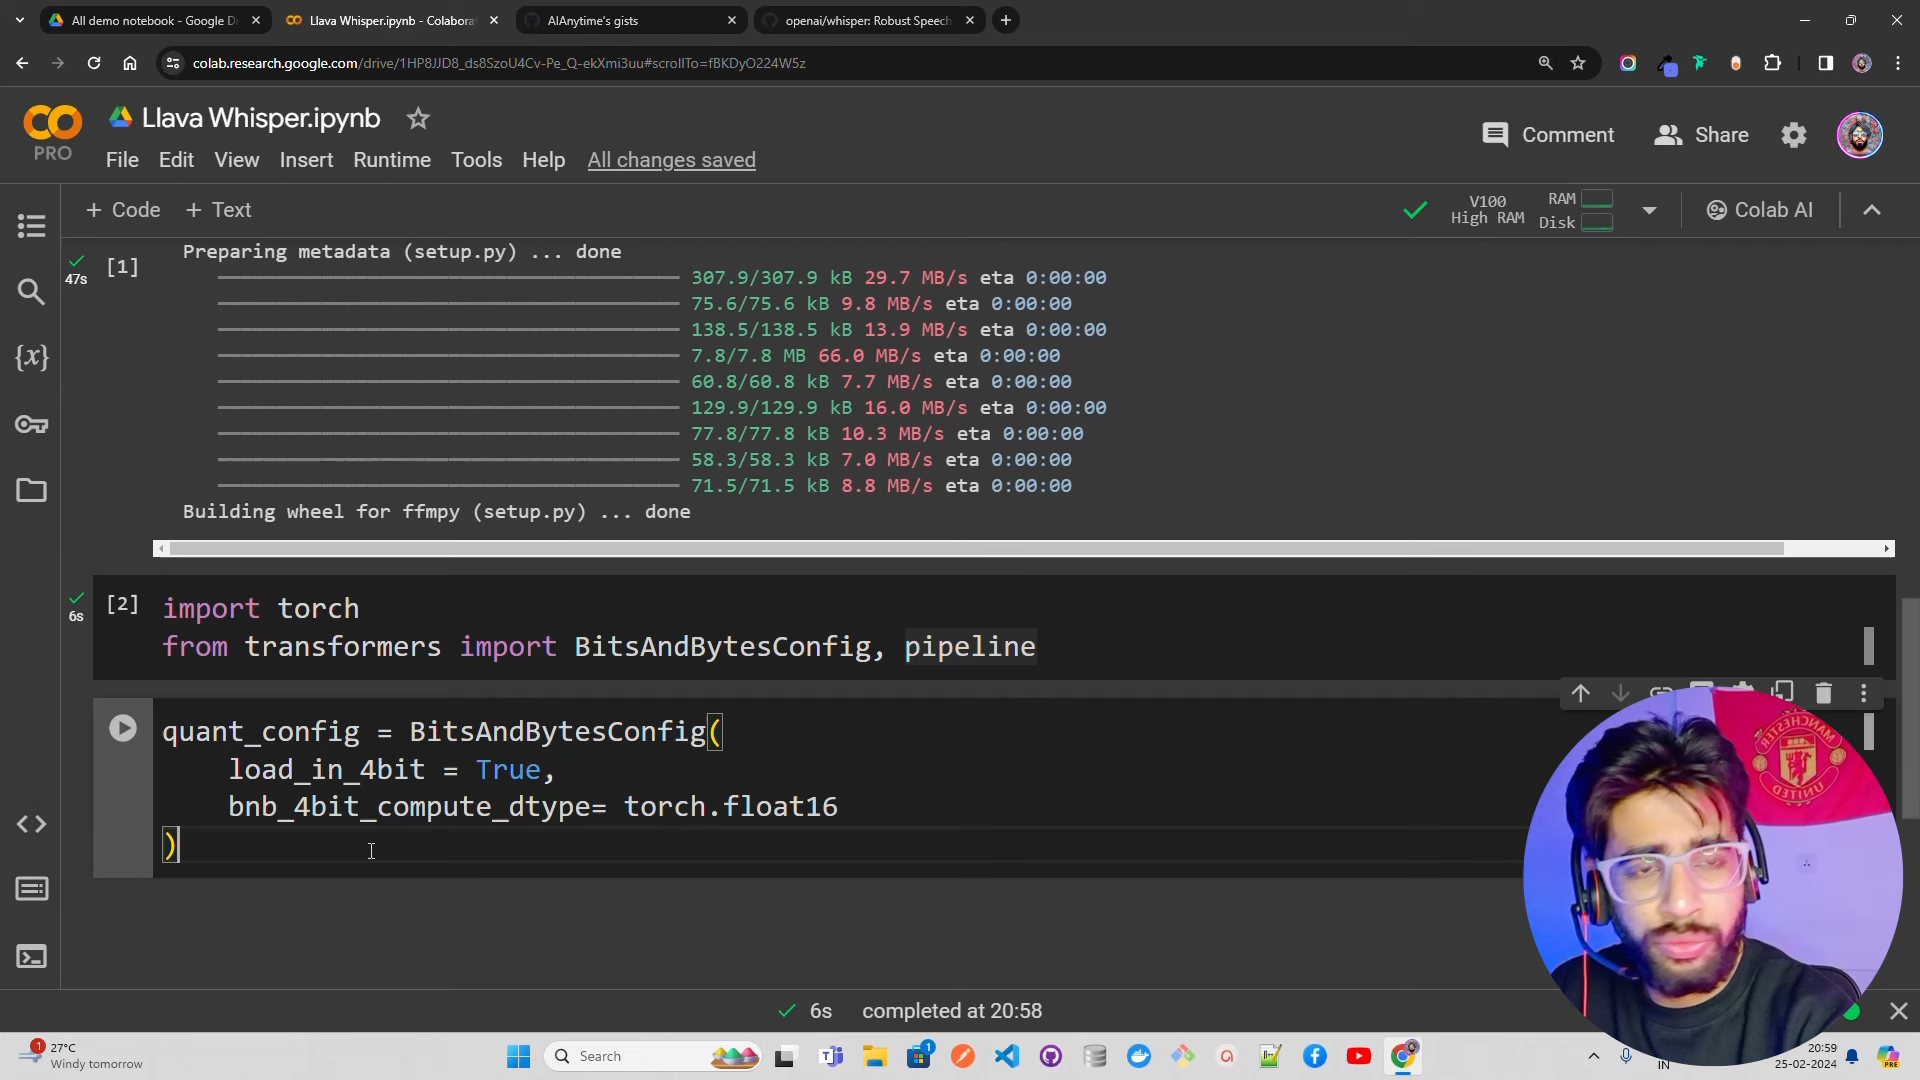 All demo notebook - Google Dr
Llava Whisper.ipynb - Colabora
AIAnytime's gists
openai/whisper: Robust Speech
colab.research.google.com/drive/1HP8JJD8_ds8SzoU4Cv-Pe_Q-ekXmi3uu#scrollTo=fBKDyO224W5z
PRO
Llava Whisper.ipynb
File Edit View Insert Runtime Tools Help All changes saved
Comment
Share
+ Code + Text
V100
High RAM
RAM
Disk
Colab AI
47s
[1]
Preparing metadata (setup.py) ... done
307.9/307.9 kB 29.7 MB/s eta 0:00:00
75.6/75.6 kB 9.8 MB/s eta 0:00:00
138.5/138.5 kB 13.9 MB/s eta 0:00:00
7.8/7.8 MB 66.0 MB/s eta 0:00:00
60.8/60.8 kB 7.7 MB/s eta 0:00:00
129.9/129.9 kB 16.0 MB/s eta 0:00:00
77.8/77.8 kB 10.3 MB/s eta 0:00:00
58.3/58.3 kB 7.0 MB/s eta 0:00:00
71.5/71.5 kB 8.8 MB/s eta 0:00:00
Building wheel for ffmpy (setup.py) ... done
6s
[2]
import torch
from transformers import BitsAndBytesConfig, pipeline
quant_config = BitsAndBytesConfig(
load_in_4bit = True,
bnb_4bit_compute_dtype= torch.float16
)
MANCHESTER
UNITED
6s completed at 20:58
1
27°C
Windy tomorrow
Search
1
IN
20:59
25-02-2024
PRE